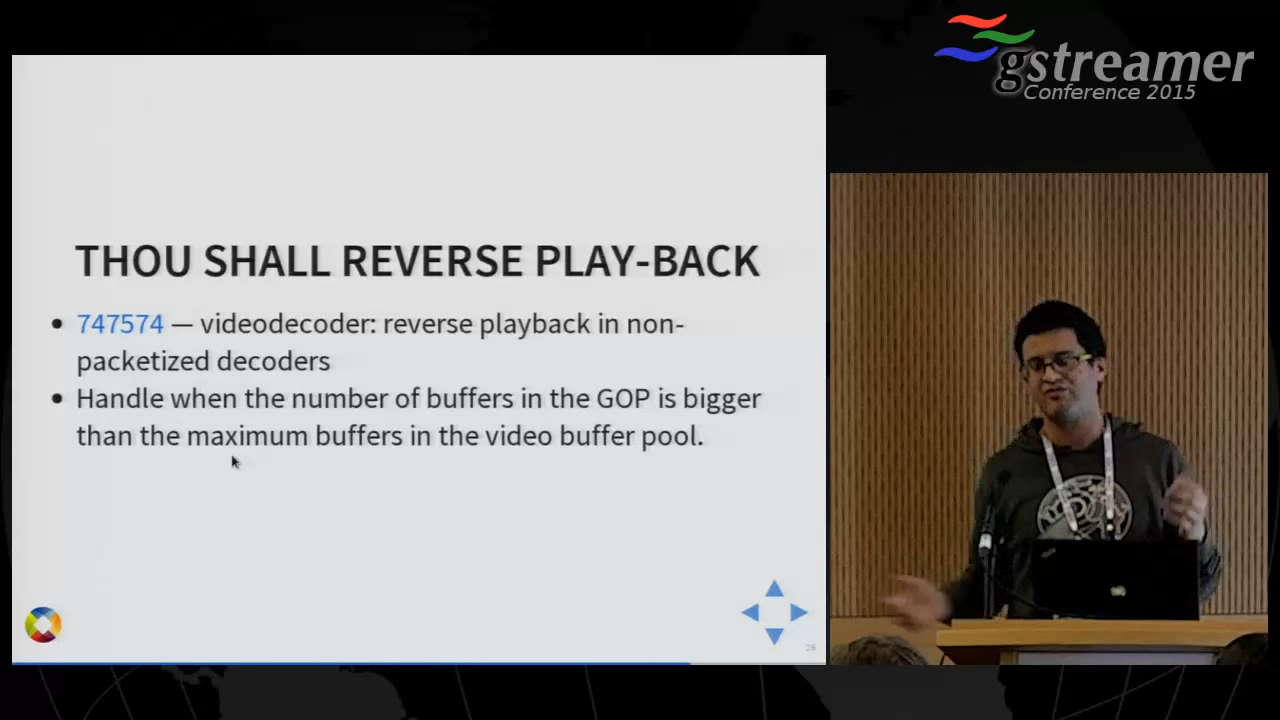 gstreamer
Conference 2015
THOU SHALL REVERSE PLAY-BACK
• 747574 — videodecoder: reverse playback in non-
packetized decoders
• Handle when the number of buffers in the GOP is bigger
than the maximum buffers in the video buffer pool.
26